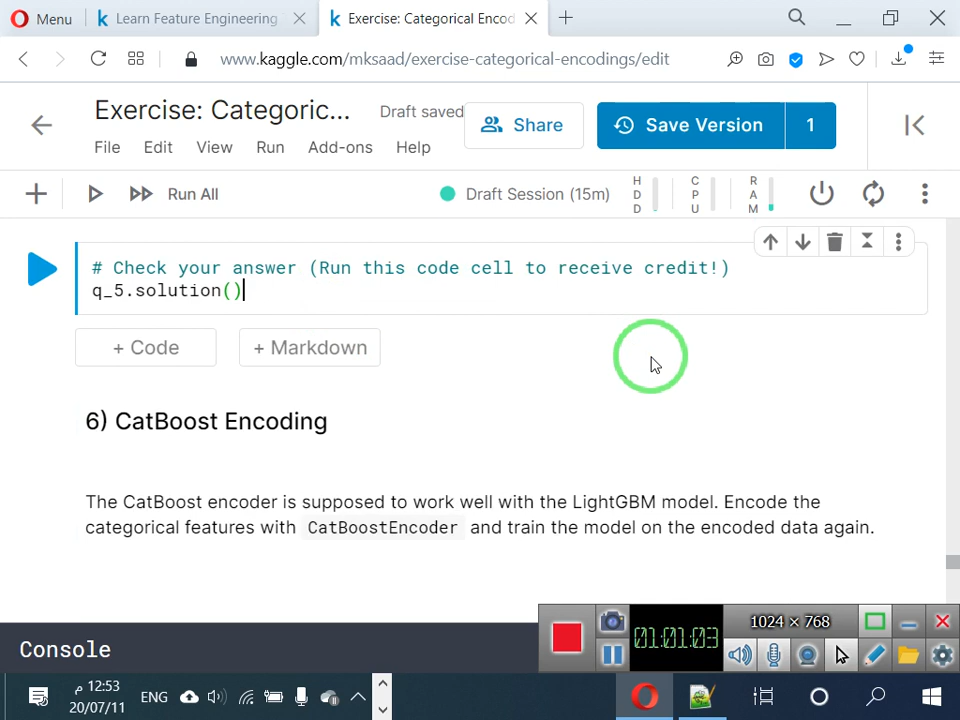 Menu
Learn Feature Engineering
Exercise: Categorical Encod
www.kaggle.com/mksaad/exercise-categorical-encodings/edit
Exercise: Categoric...
Draft saved
Share
Save Version
1
File Edit View Run Add-ons Help
Run All
Draft Session (15m)
HDD
CPU
RAM
# Check your answer (Run this code cell to receive credit!)
q_5.solution()
+ Code
+ Markdown
6) CatBoost Encoding
The CatBoost encoder is supposed to work well with the LightGBM model. Encode the
categorical features with CatBoostEncoder and train the model on the encoded data again.
Console
1024 × 768
01:01:03
12:53 م
20/07/11
ENG